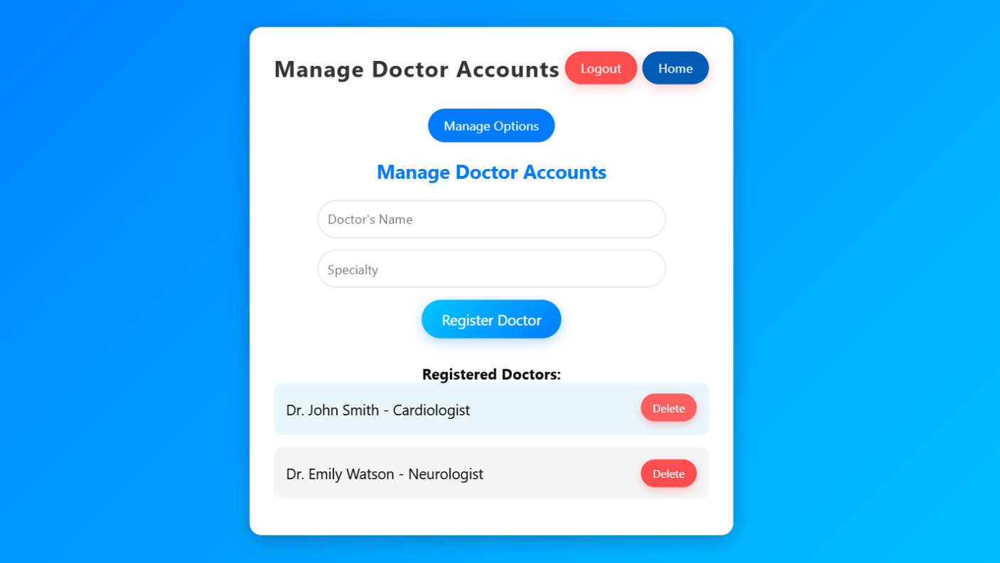 Manage Doctor Accounts Logout Home
Manage Options
Manage Doctor Accounts
Doctor's Name
Specialty
Register Doctor
Registered Doctors:
Dr. John Smith - Cardiologist Delete
Dr. Emily Watson - Neurologist Delete